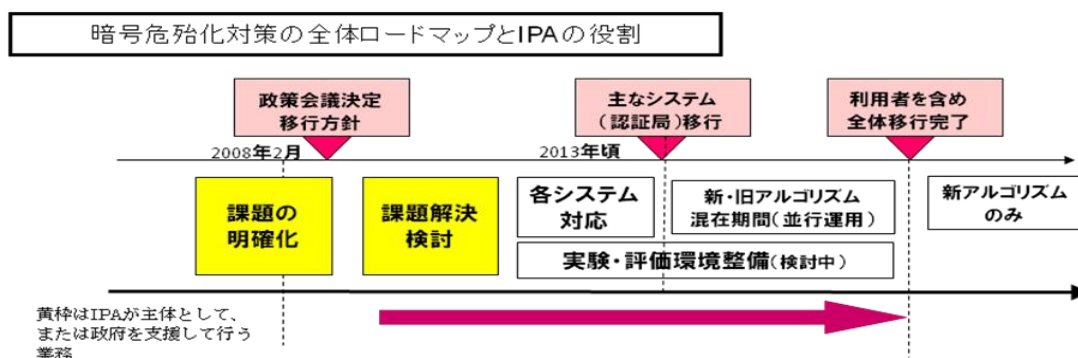 暗号危殆化対策の全体ロードマップとIPAの役割
政策会議決定
移行方針
主なシステム
（認証局）移行
利用者を含め
全体移行完了
2008年2月
2013年頃
課題の
明確化
課題解決
検討
各システム
対応
新・旧アルゴリズム
混在期間（並行運用）
新アルゴリズム
のみ
実験・評価環境整備（検討中）
黄枠はIPAが主体として、
または政府を支援して行う
業務